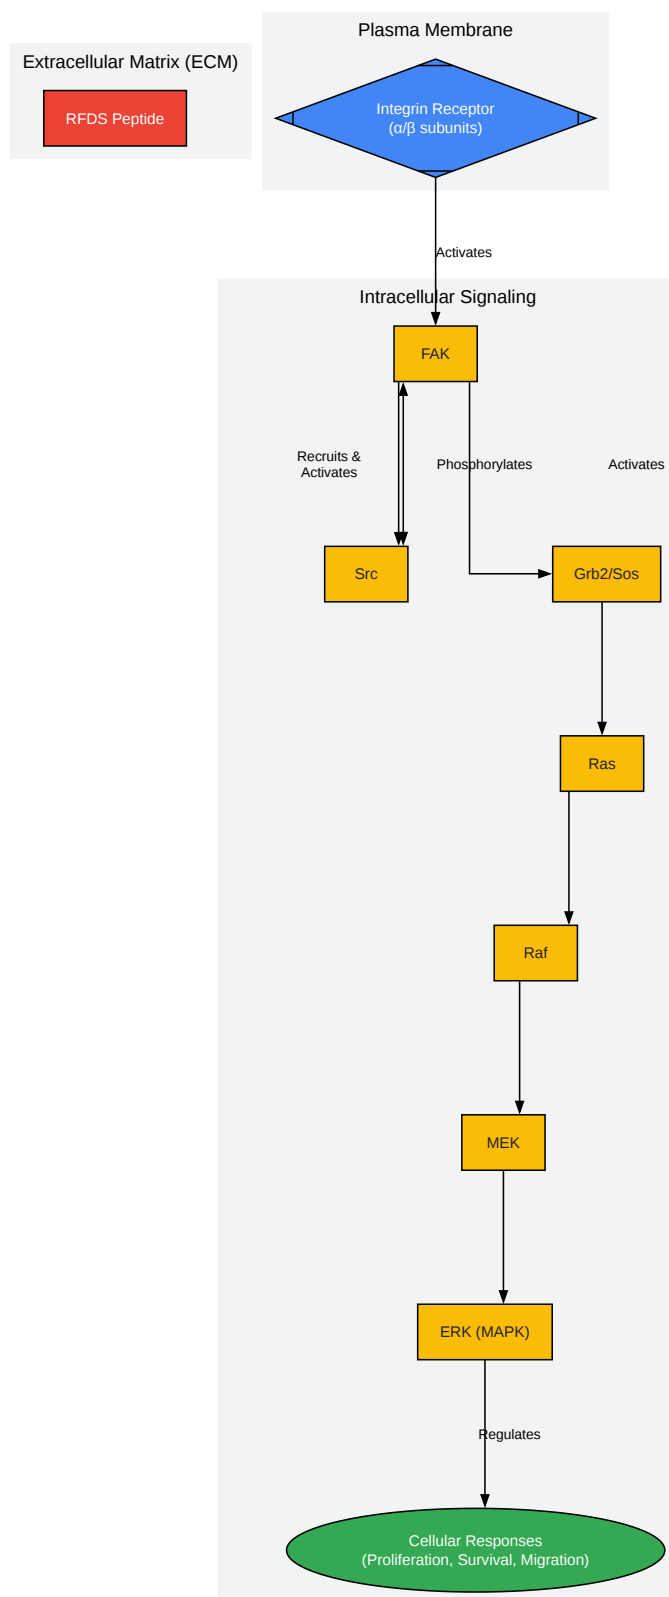 Plasma Membrane
Extracellular Matrix (ECM)
RFDS Peptide
Integrin Receptor
(α/β subunits)
Activates
Intracellular Signaling
FAK
Recruits &
Activates
Phosphorylates
Activates
Src
Grb2/Sos
Ras
Raf
MEK
ERK (MAPK)
Regulates
Cellular Responses
(Proliferation, Survival, Migration)